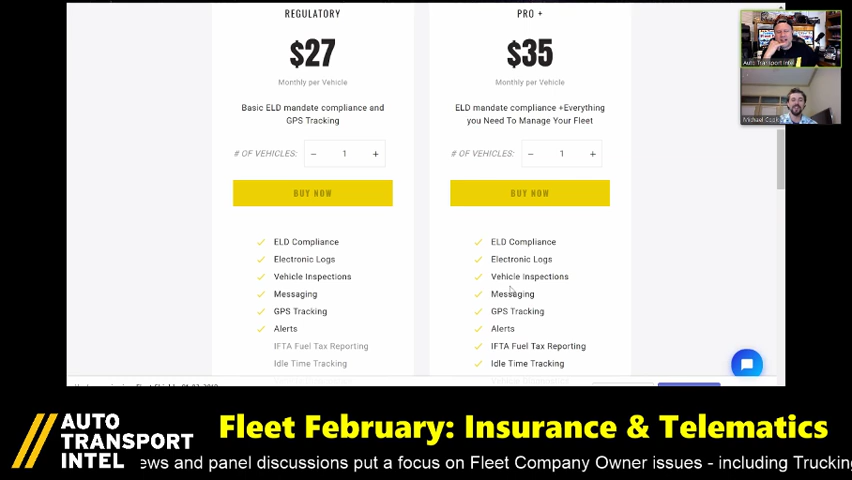 REGULATORY
$27
Monthly per Vehicle
Basic ELD mandate compliance and
GPS Tracking
# OF VEHICLES:
− 1 +
BUY NOW
ELD Compliance
Electronic Logs
Vehicle Inspections
Messaging
GPS Tracking
Alerts
IFTA Fuel Tax Reporting
Idle Time Tracking
PRO +
$35
Monthly per Vehicle
ELD mandate compliance +Everything
you Need To Manage Your Fleet
# OF VEHICLES:
− 1 +
BUY NOW
ELD Compliance
Electronic Logs
Vehicle Inspections
Messaging
GPS Tracking
Alerts
IFTA Fuel Tax Reporting
Idle Time Tracking
Auto Transport Intel
Michael
AUTO
TRANSPORT
INTEL
Fleet February: Insurance & Telematics
ews and panel discussions put a focus on Fleet Company Owner issues - including Trucking